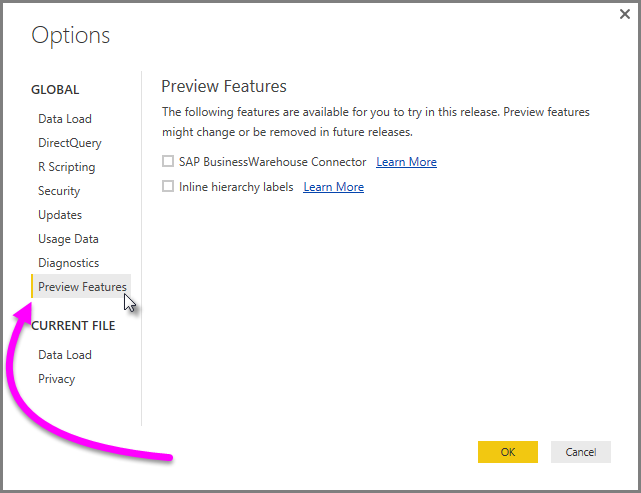 Options
GLOBAL
Data Load
DirectQuery
R Scripting
Security
Updates
Usage Data
Diagnostics
Preview Features
CURRENT FILE
Data Load
Privacy
Preview Features
The following features are available for you to try in this release. Preview features
might change or be removed in future releases.
SAP BusinessWarehouse Connector Learn More
Inline hierarchy labels Learn More
OK Cancel